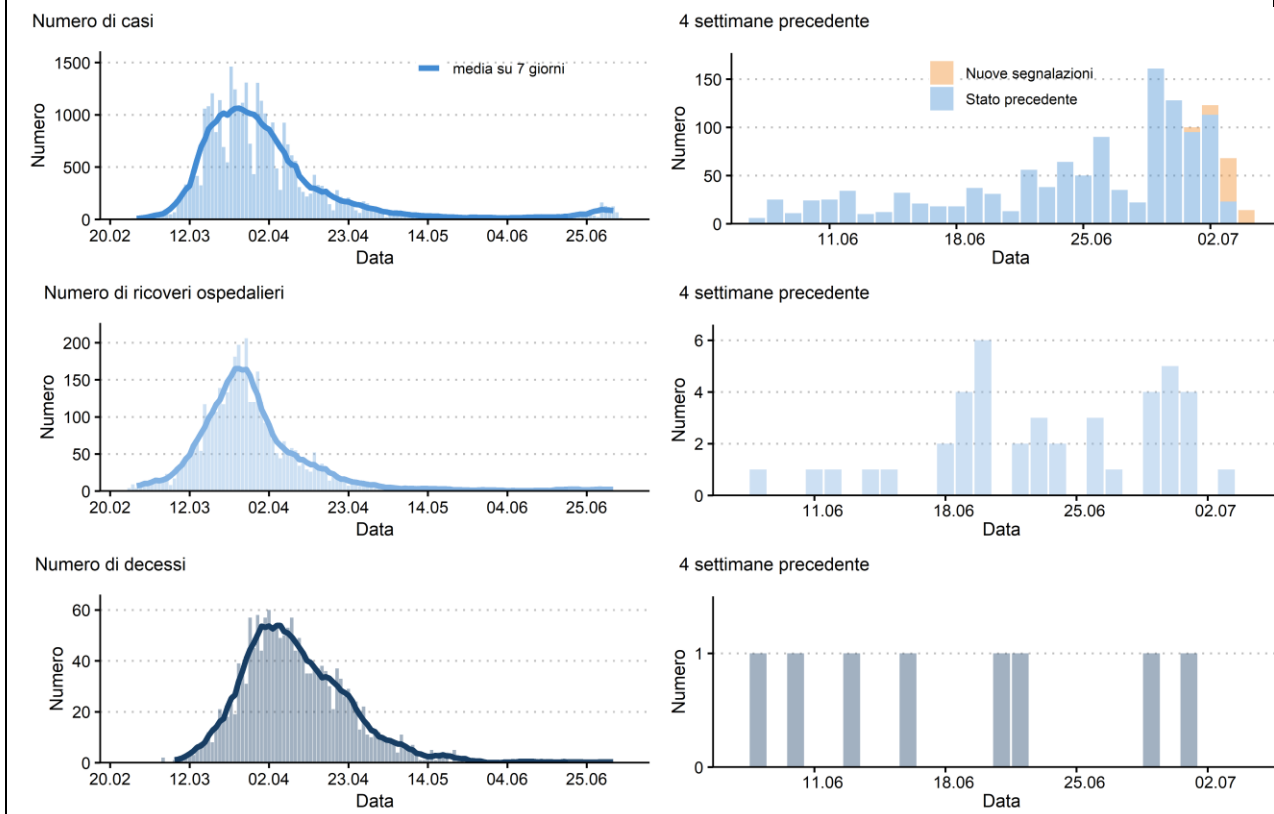 Numero di casi
1500
1000
500
0
Numero
media su 7 giorni
20.02 12.03 02.04 23.04 14.05 04.06 25.06
Data
4 settimane precedente
150
100
50
0
Numero
Nuove segnalazioni
Stato precedente
11.06 18.06 25.06 02.07
Data
Numero di ricoveri ospedalieri
200
150
100
50
0
Numero
20.02 12.03 02.04 23.04 14.05 04.06 25.06
Data
4 settimane precedente
6
4
2
0
Numero
11.06 18.06 25.06 02.07
Data
Numero di decessi
60
40
20
0
Numero
20.02 12.03 02.04 23.04 14.05 04.06 25.06
Data
4 settimane precedente
1
0
Numero
11.06 18.06 25.06 02.07
Data